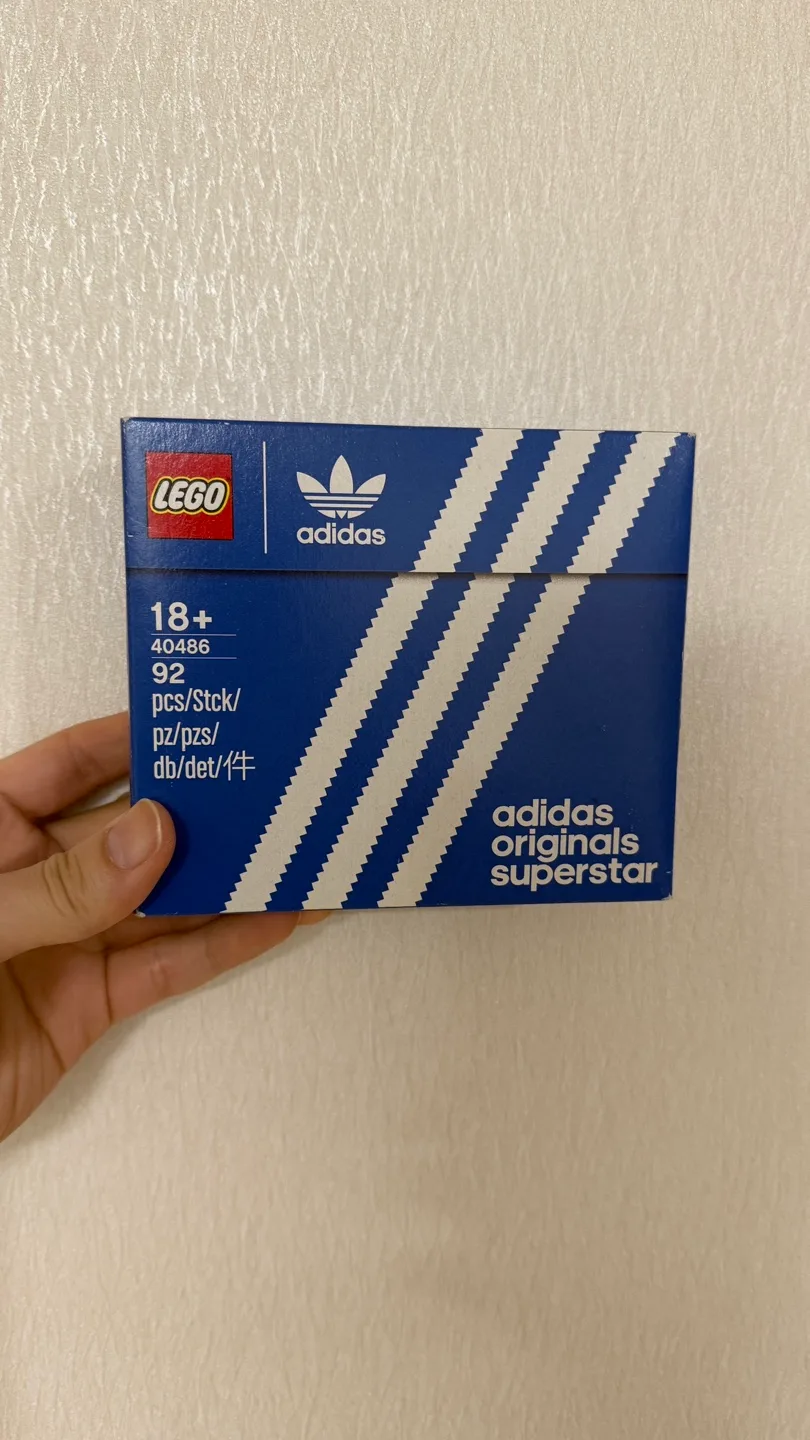 LEGO
adidas
18+
40486
92
pcs/Stck/
pz/pzs/
db/det/件
adidas
originals
superstar